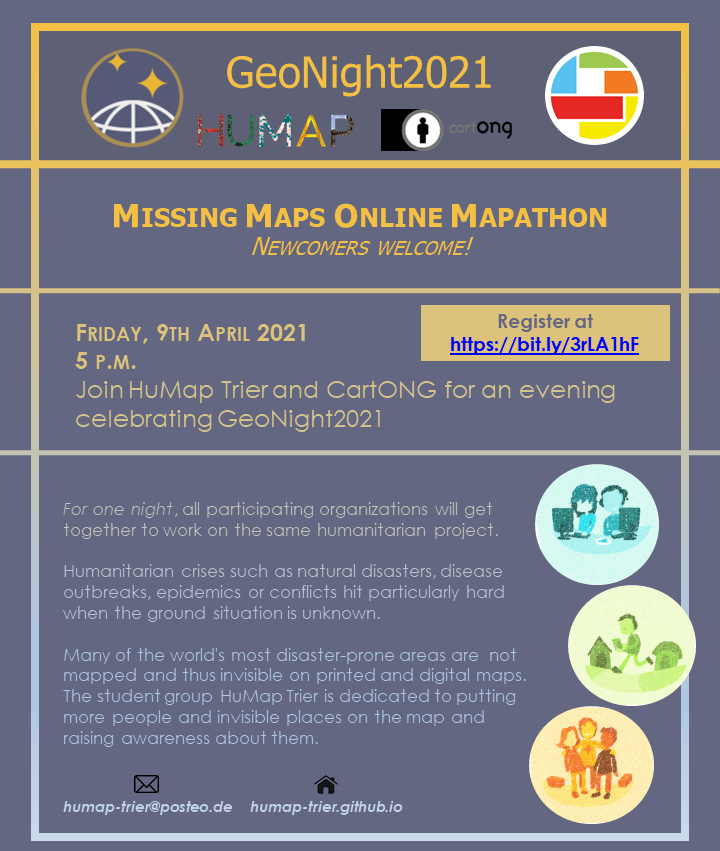 GeoNight2021
HUMAP
cartong
Missing Maps Online Mapathon
Newcomers welcome!
Friday, 9th April 2021
5 p.m.
Register at
https://bit.ly/3rLA1hF
Join HuMap Trier and CartONG for an evening
celebrating GeoNight2021
For one night, all participating organizations will get
together to work on the same humanitarian project.
Humanitarian crises such as natural disasters, disease
outbreaks, epidemics or conflicts hit particularly hard
when the ground situation is unknown.
Many of the world's most disaster-prone areas are not
mapped and thus invisible on printed and digital maps.
The student group HuMap Trier is dedicated to putting
more people and invisible places on the map and
raising awareness about them.
humap-trier@posteo.de humap-trier.github.io